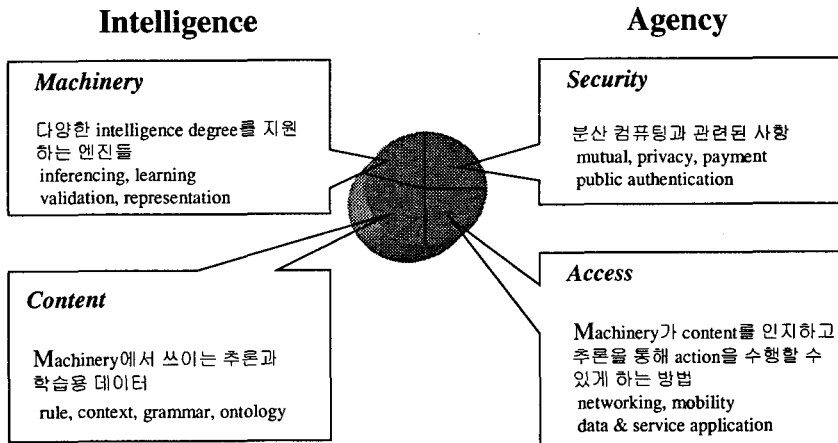 Intelligence
Agency
Machinery
다양한 intelligence degree를 지원
하는 엔진들
inferencing, learning
validation, representation
Security
분산 컴퓨팅과 관련된 사항
mutual, privacy, payment
public authentication
Content
Machinery에서 쓰이는 추론과
학습용 데이터
rule, context, grammar, ontology
Access
Machinery가 content를 인지하고
추론을 통해 action을 수행할 수
있게 하는 방법
networking, mobility
data & service application